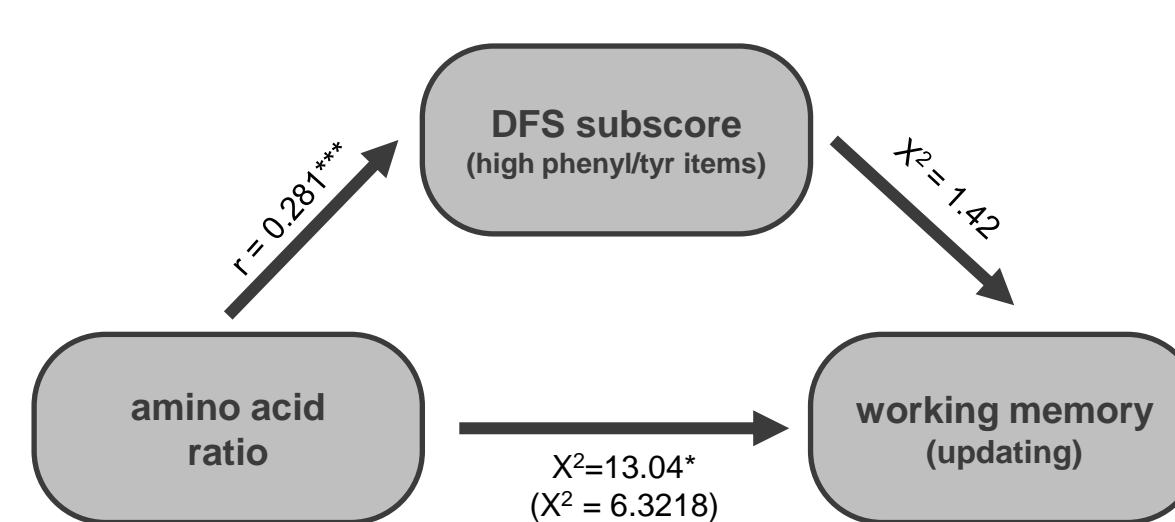 DFS subscore
(high phenyl/tyr items)
r = 0.281***
X² = 1.42
amino acid
ratio
working memory
(updating)
X²=13.04*
(X² = 6.3218)